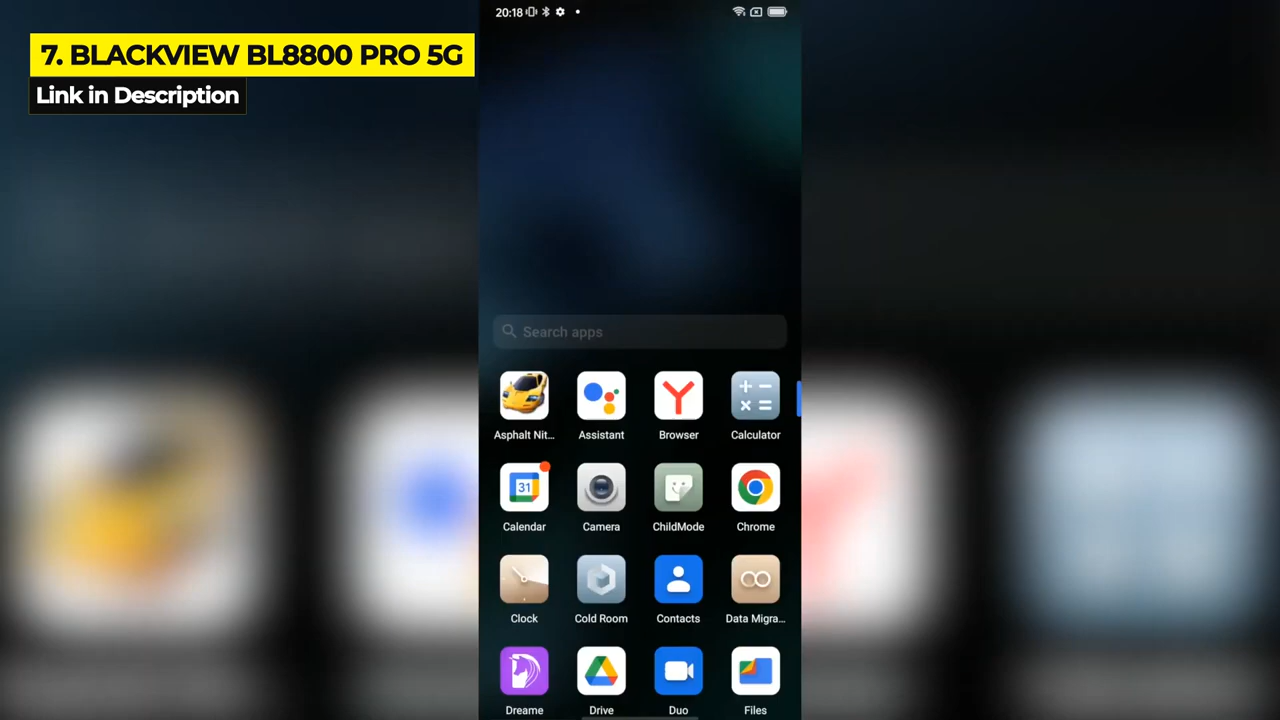 7. BLACKVIEW BL8800 PRO 5G
Link in Description
20:18
Search apps
Asphalt Nit...
Assistant
Browser
Calculator
31
Calendar
Camera
ChildMode
Chrome
Clock
Cold Room
Contacts
Data Migra...
Dreame
Drive
Duo
Files